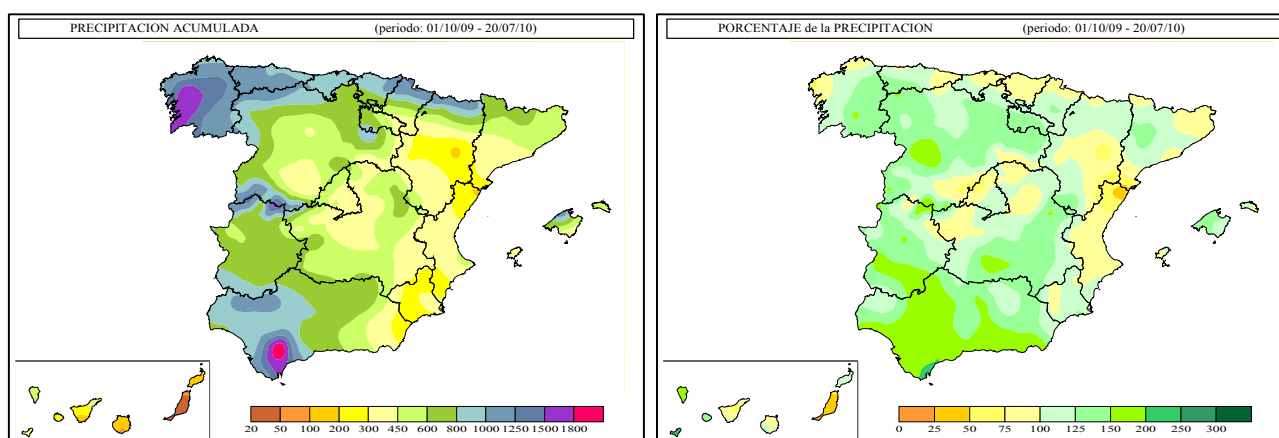 PRECIPITACION ACUMULADA (periodo: 01/10/09 - 20/07/10)
20 50 100 200 300 450 600 800 1000 1250 1500 1800
PORCENTAJE de la PRECIPITACION (periodo: 01/10/09 - 20/07/10)
0 25 50 75 100 125 150 200 250 300